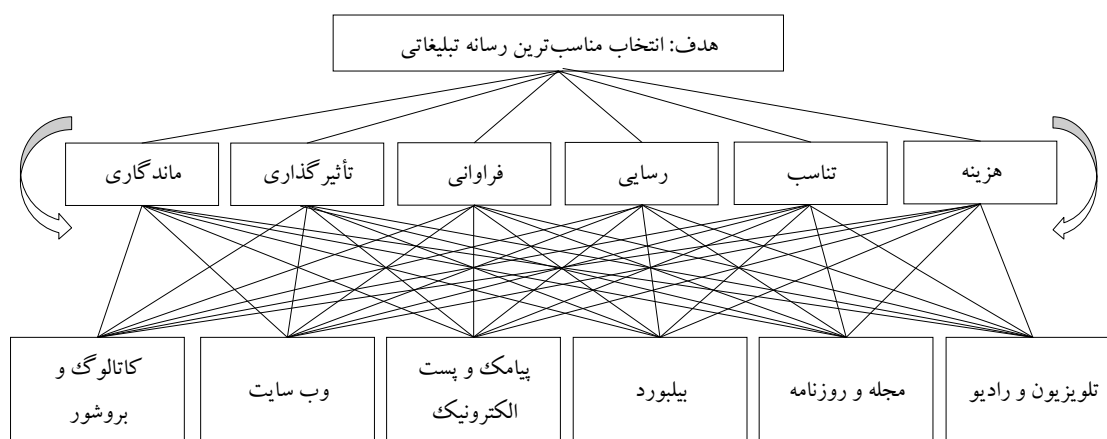 هدف: انتخاب مناسب‌ترین رسانه تبلیغاتی
هزینه
تناسب
رسایی
فراوانی
تأثیرگذاری
ماندگاری
تلویزیون و رادیو
مجله و روزنامه
بیلبورد
پیامک و پست
الکترونیک
وب سایت
کاتالوگ و
بروشور